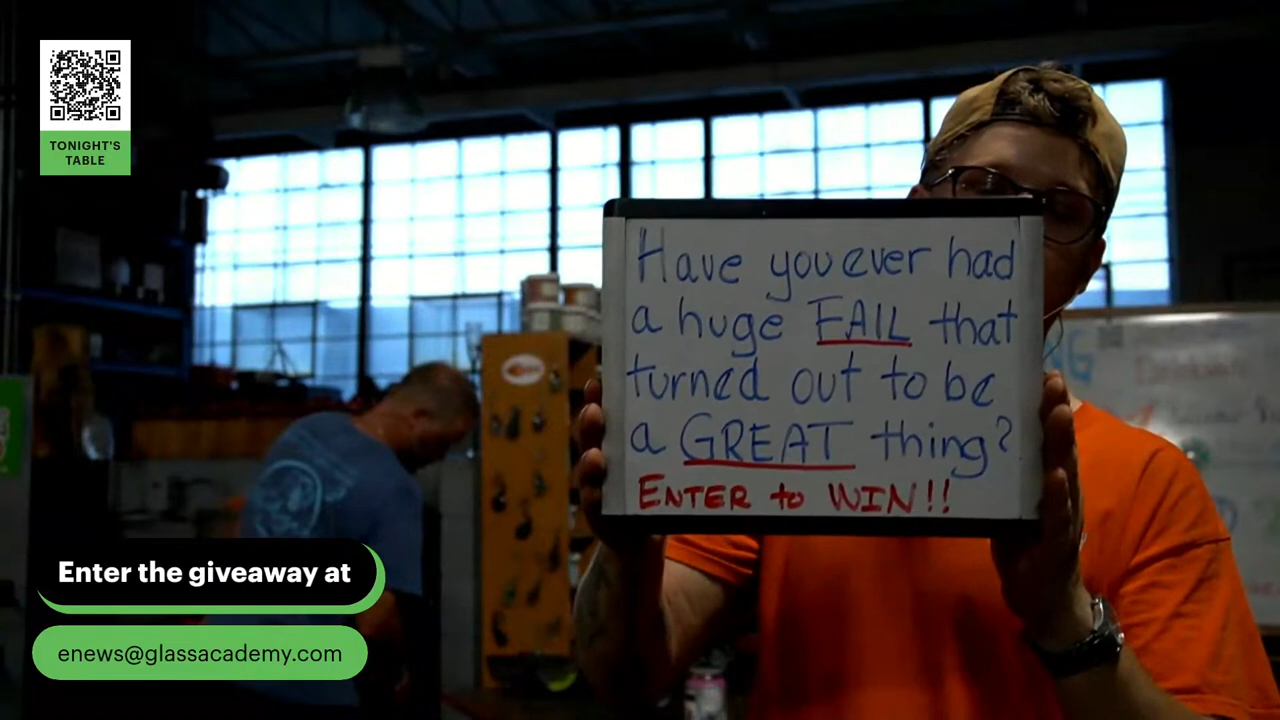 TONIGHT'S
TABLE
Have you ever had
a huge FAIL that
turned out to be
a GREAT thing?
ENTER to WIN!!
Enter the giveaway at
enews@glassacademy.com